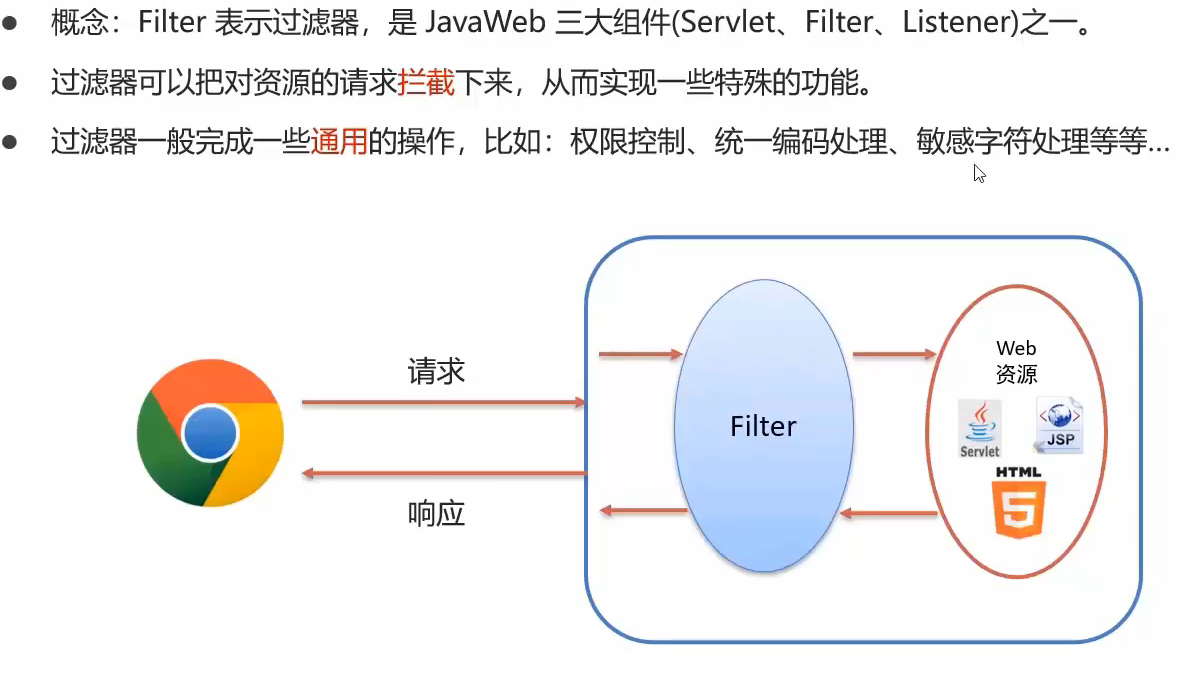 概念：Filter 表示过滤器，是 JavaWeb 三大组件(Servlet、Filter、Listener)之一。
过滤器可以把对资源的请求拦截下来，从而实现一些特殊的功能。
过滤器一般完成一些通用的操作，比如：权限控制、统一编码处理、敏感字符处理等等...
请求
响应
Filter
Web
资源
Servlet
JSP
HTML
5